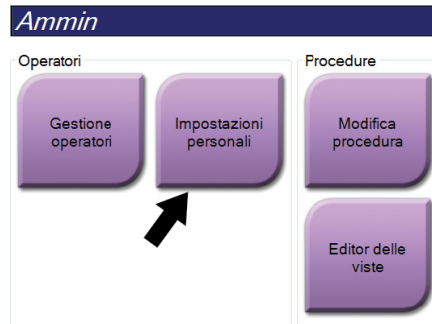 Ammin
Operatori
Procedure
Gestione
operatori
Impostazioni
personali
Modifica
procedura
Editor delle
viste